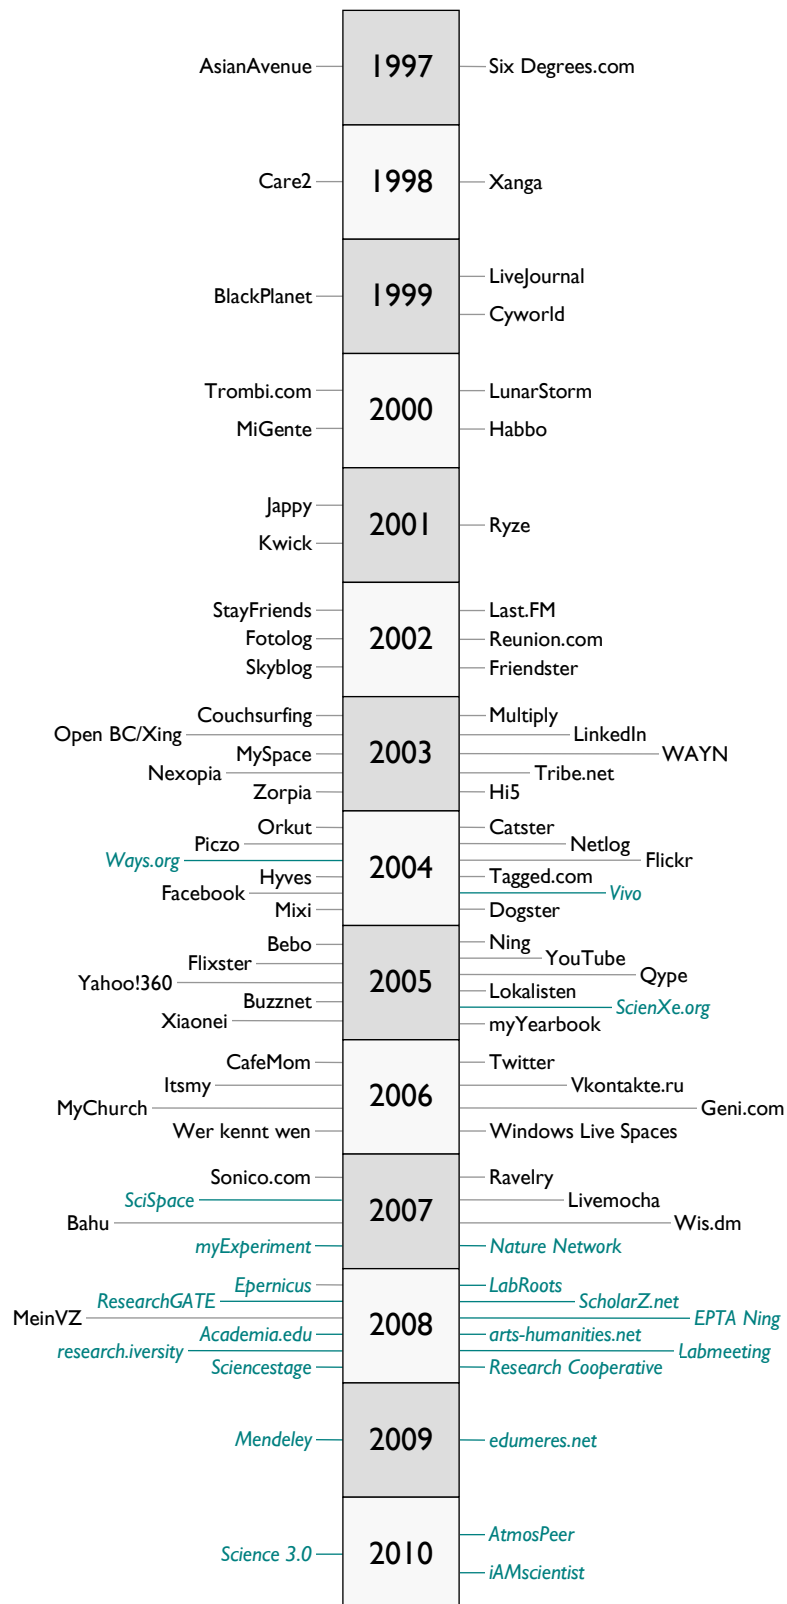 AsianAvenue 1997 Six Degrees.com
Care2 1998 Xanga
LiveJournal
BlackPlanet 1999
Cyworld
Trombi.com LunarStorm
2000
MiGente Habbo
Jappy
2001 Ryze
Kwick
StayFriends Last.FM
Fotolog 2002 Reunion.com
Skyblog Friendster
Couchsurfing Multiply
Open BC/Xing LinkedIn
MySpace 2003 WAYN
Nexopia Tribe.net
Zorpia Hi5
Orkut Catster
Piczo Netlog
Ways.org Flickr
2004
Hyves Tagged.com
Facebook Vivo
Mixi Dogster
Bebo Ning
Flixster YouTube
Qype
Yahoo!360 2005
Lokalisten
Buzznet ScienXe.org
Xiaonei myYearbook
CafeMom Twitter
Itsmy Vkontakte.ru
2006
MyChurch Geni.com
Wer kennt wen Windows Live Spaces
Sonico.com Ravelry
SciSpace Livemocha
2007
Bahu Wis.dm
myExperiment Nature Network
Epernicus LabRoots
ResearchGATE ScholarZ.net
MeinVZ EPTA Ning
2008
Academia.edu arts-humanities.net
research.iversity Labmeeting
Sciencestage Research Cooperative
Mendeley 2009 edumeres.net
AtmosPeer
Science 3.0 2010
iAMscientist